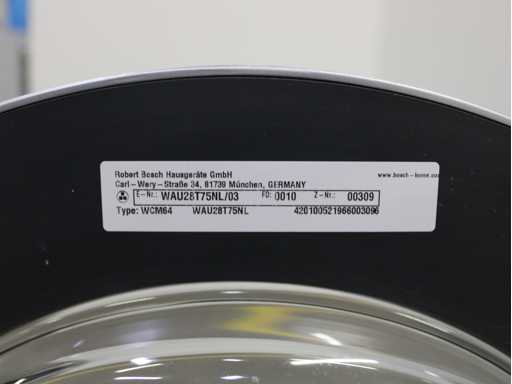 Robert Bosch Hausgeräte GmbH www.bosch-home.com
Carl-Wery-Straße 34, 81739 München, GERMANY
E-Nr.: WAU28T75NL/03 FD: 0010 Z-Nr.: 00309
Type: WCM64 WAU28T75NL 420100521966003096